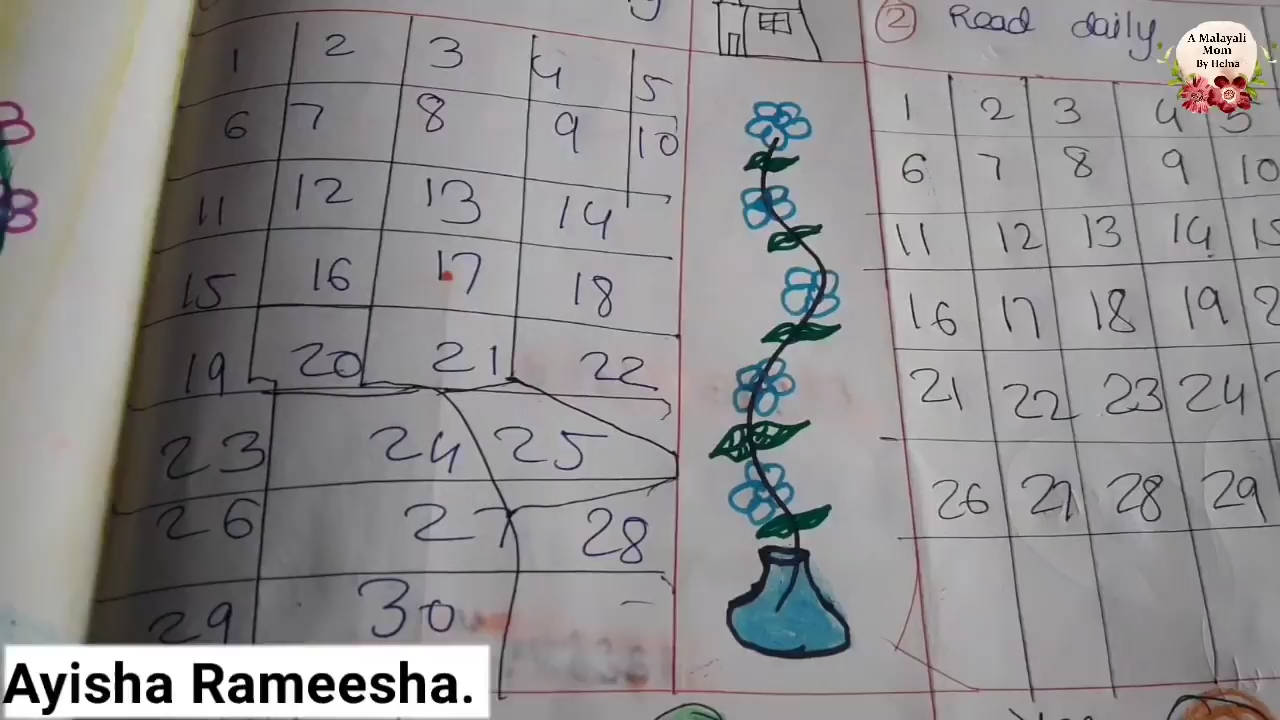 1 2 3 4 5
6 7 8 9 10
11 12 13 14
15 16 17 18
19 20 21 22
23 24 25
26 27 28
29 30 -
② Read daily.
1 2 3 4 5
6 7 8 9 10
11 12 13 14 15
16 17 18 19
21 22 23 24
26 27 28 29
A Malayali
Mom
By Helna
Ayisha Rameesha.